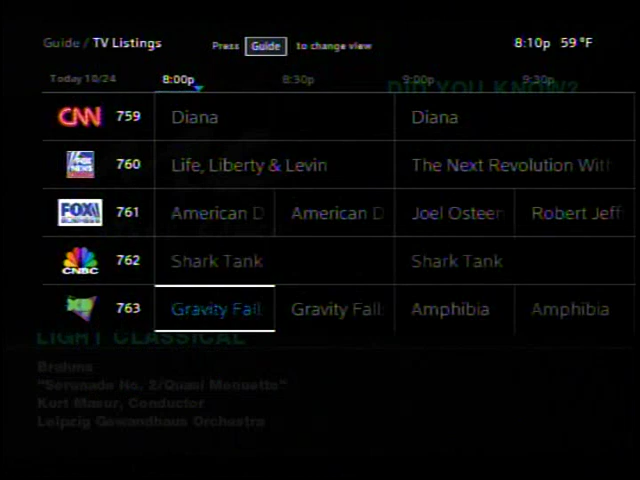 Guide / TV Listings
Press Guide to change view
8:10p 59 °F
Today 10/24 8:00p 8:30p 9:00p 9:30p
DID YOU KNOW?
CNN 759 Diana Diana
FOX NEWS 760 Life, Liberty & Levin The Next Revolution With
FOX BUSINESS 761 American D American D Joel Osteen Robert Jeff
CNBC 762 Shark Tank Shark Tank
XD 763 Gravity Fall Gravity Fall Amphibia Amphibia
LIGHT CLASSICAL
Brahms
"Serenade No. 2/Quasi Menuetto"
Kurt Masur, Conductor
Leipzig Gewandhaus Orchestra